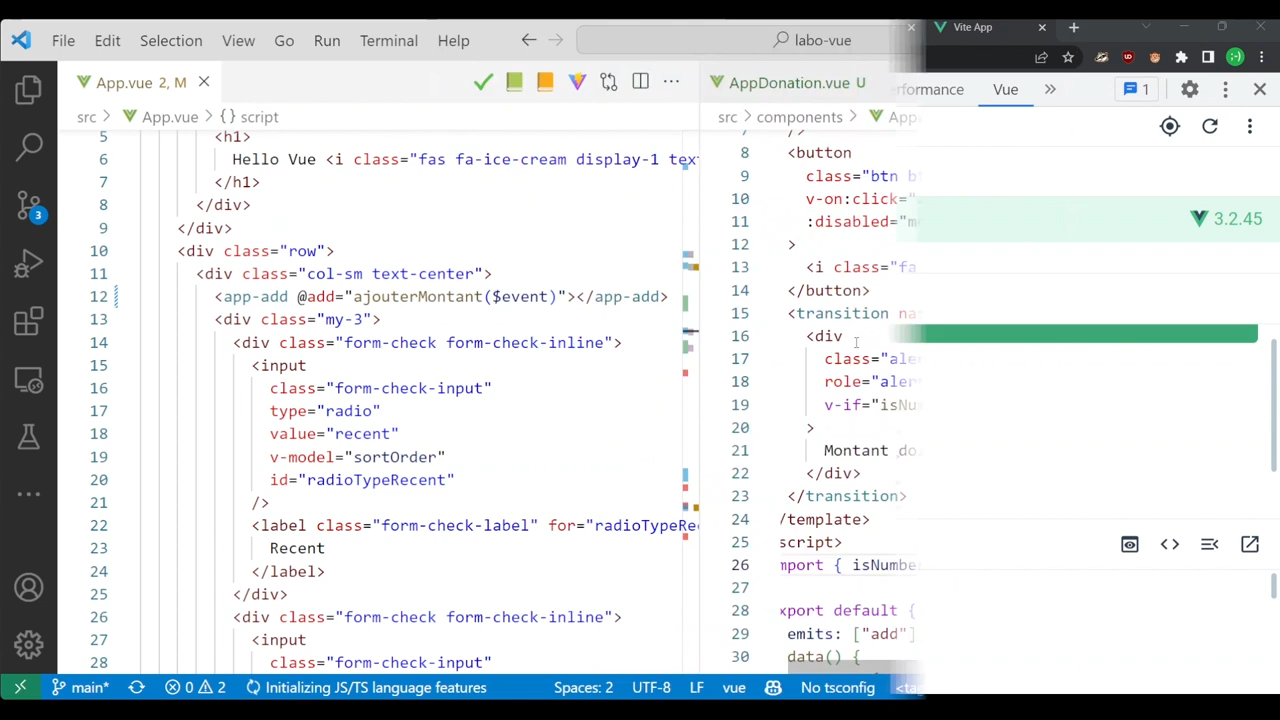 File Edit Selection View Go Run Terminal Help
labo-vue
Vite App
App.vue 2, M
AppDonation.vue U
Vue
1
src > App.vue > {} script
src > components >
5 <h1>
6 Hello Vue <i class="fas fa-ice-cream display-1
7 </h1>
8 </div>
9 </div>
10 <div class="row">
11 <div class="col-sm text-center">
12 <app-add @add="ajouterMontant($event)"></app-add>
13 <div class="my-3">
14 <div class="form-check form-check-inline">
15 <input
16 class="form-check-input"
17 type="radio"
18 value="recent"
19 v-model="sortOrder"
20 id="radioTypeRecent"
21 />
22 <label class="form-check-label" for="radioTypeRe
23 Recent
24 </label>
25 </div>
26 <div class="form-check form-check-inline">
27 <input
28 class="form-check-input"
8 <button
9 class="btn
10 v-on:click="
11 :disabled="m
12 >
13 <i class="fa
14 </button>
15 <transition
16 <div
17 class="ale
18 role="aler
19 v-if="isNu
20 >
21 Montant
22 </div>
23 </transition>
24 /template>
25 script>
26 mport { isNumbe
27
28 xport default {
29 emits: ["add"]
30 data() {
3.2.45
3
main* 0 2 Initializing JS/TS language features Spaces: 2 UTF-8 LF vue No tsconfig